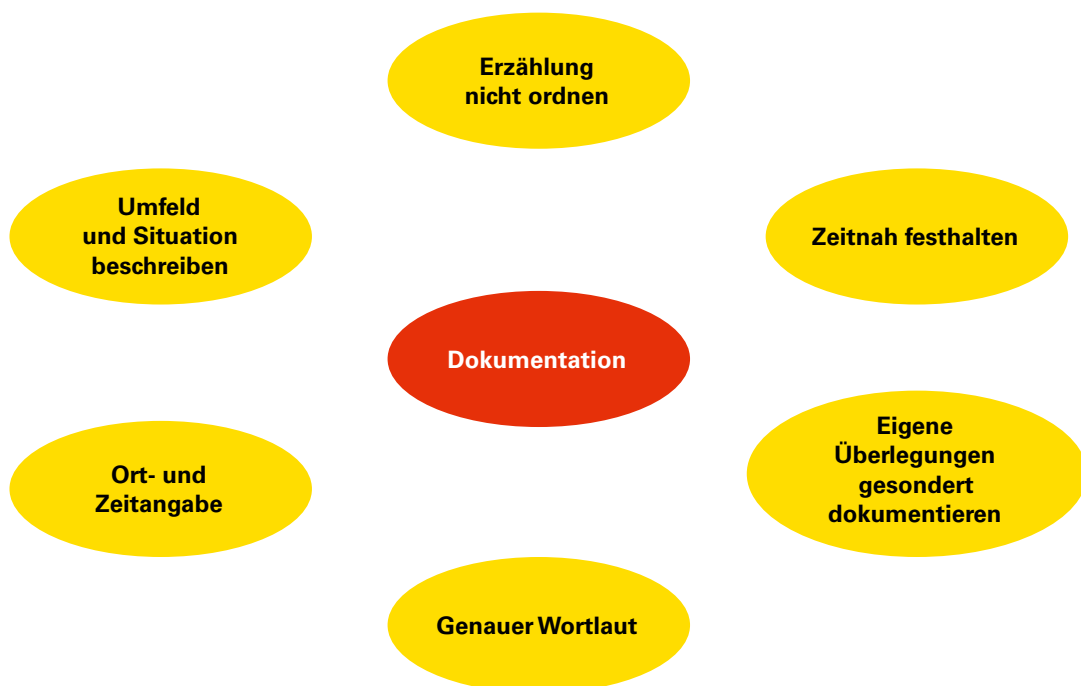 Erzählung
nicht ordnen
Umfeld
und Situation
beschreiben
Zeitnah festhalten
Dokumentation
Ort- und
Zeitangabe
Eigene
Überlegungen
gesondert
dokumentieren
Genauer Wortlaut